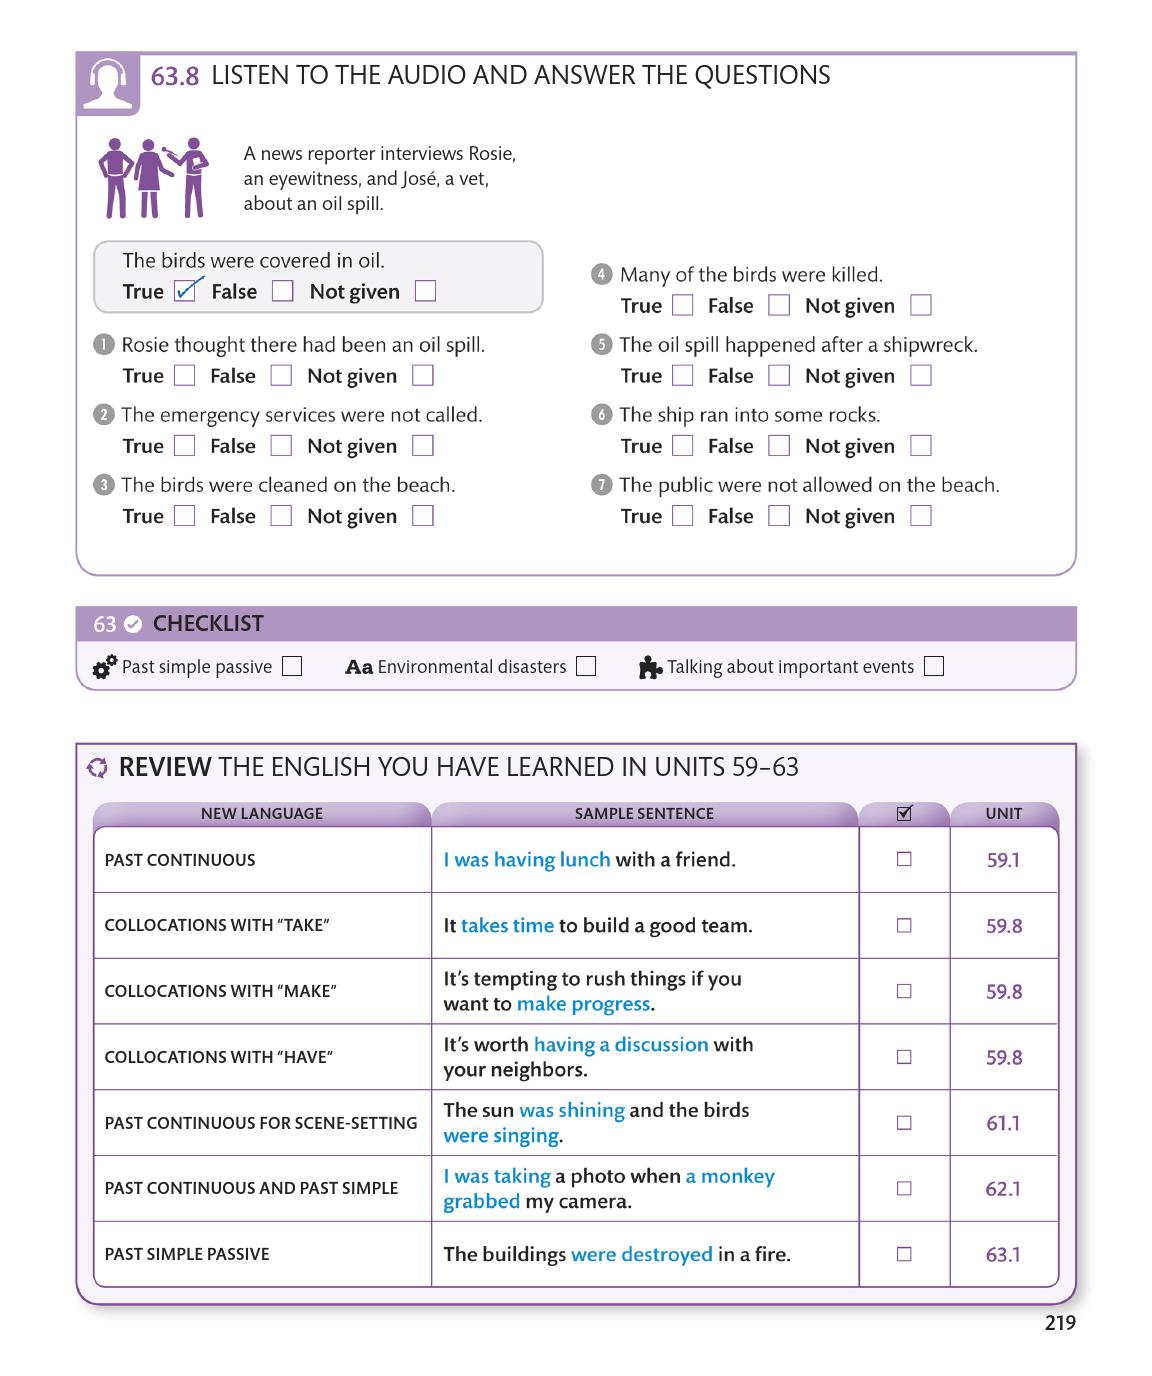 63.8 LISTEN TO THE AUDIO AND ANSWER THE QUESTIONS
A news reporter interviews Rosie,
an eyewitness, and José, a vet,
about an oil spill.
The birds were covered in oil.
True False Not given
1 Rosie thought there had been an oil spill.
True False Not given
2 The emergency services were not called.
True False Not given
3 The birds were cleaned on the beach.
True False Not given
4 Many of the birds were killed.
True False Not given
5 The oil spill happened after a shipwreck.
True False Not given
6 The ship ran into some rocks.
True False Not given
7 The public were not allowed on the beach.
True False Not given
63 CHECKLIST
Past simple passive Aa Environmental disasters Talking about important events
REVIEW THE ENGLISH YOU HAVE LEARNED IN UNITS 59–63
NEW LANGUAGE SAMPLE SENTENCE UNIT
PAST CONTINUOUS I was having lunch with a friend. 59.1
COLLOCATIONS WITH “TAKE” It takes time to build a good team. 59.8
COLLOCATIONS WITH “MAKE” It’s tempting to rush things if you
want to make progress. 59.8
COLLOCATIONS WITH “HAVE” It’s worth having a discussion with
your neighbors. 59.8
PAST CONTINUOUS FOR SCENE-SETTING The sun was shining and the birds
were singing. 61.1
PAST CONTINUOUS AND PAST SIMPLE I was taking a photo when a monkey
grabbed my camera. 62.1
PAST SIMPLE PASSIVE The buildings were destroyed in a fire. 63.1
219